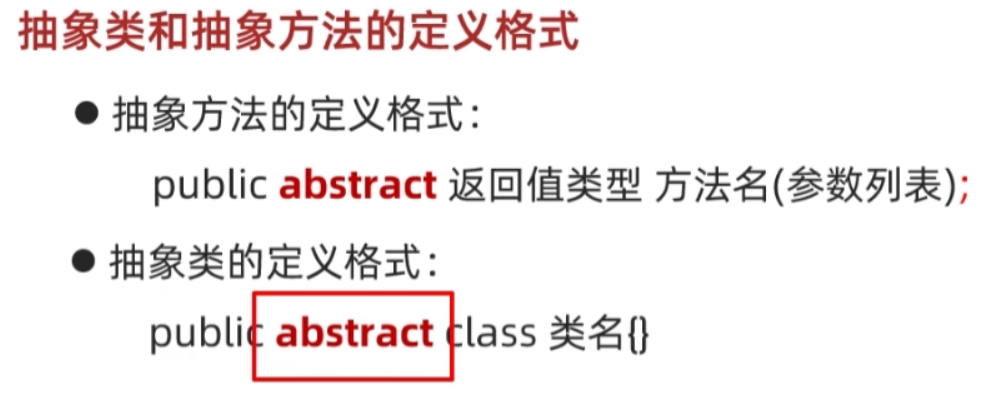 抽象类和抽象方法的定义格式
● 抽象方法的定义格式：
public abstract 返回值类型 方法名(参数列表);
● 抽象类的定义格式：
public abstract class 类名{}